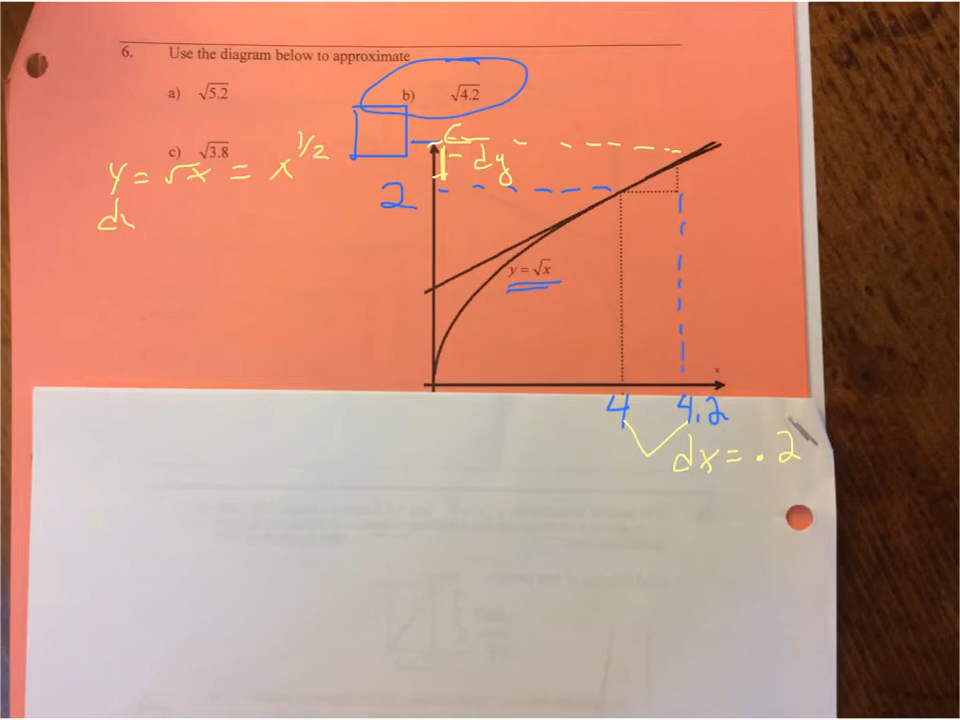 6. Use the diagram below to approximate
a) √5.2 b) √4.2
c) √3.8
y = √x = x^1/2
dy
2
y = √x
x
4 4.2
dx = .2